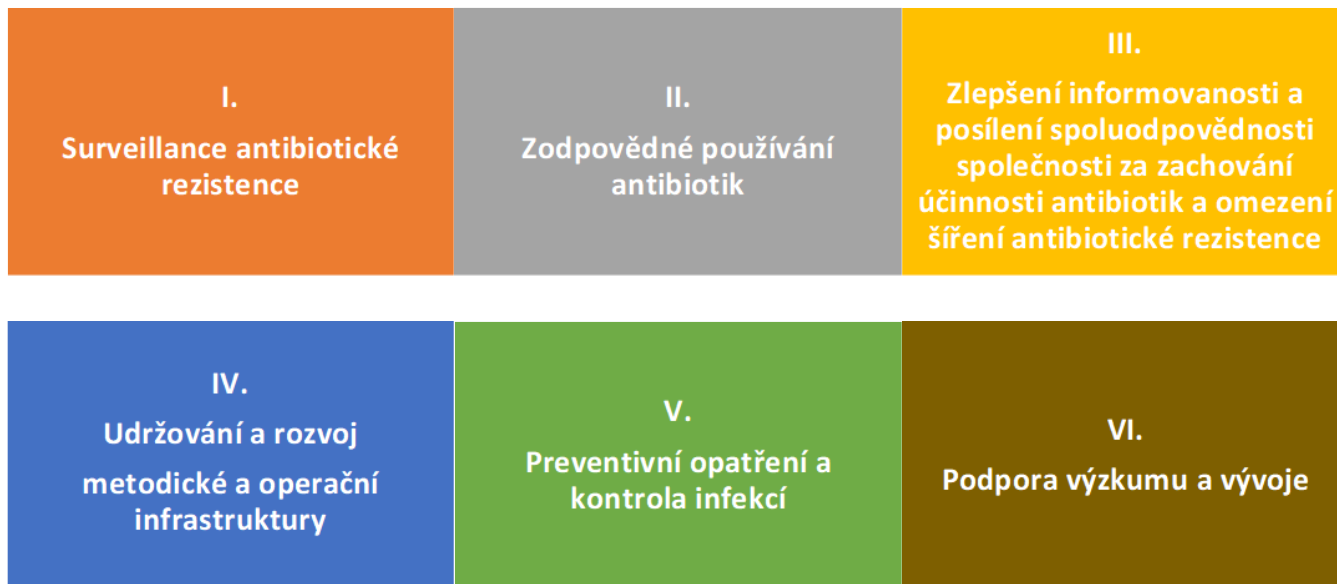 I.
Surveillance antibiotické
rezistence
II.
Zodpovědné používání
antibiotik
III.
Zlepšení informovanosti a
posílení spoluodpovědnosti
společnosti za zachování
účinnosti antibiotik a omezení
šíření antibiotické rezistence
IV.
Udržování a rozvoj
metodické a operační
infrastruktury
V.
Preventivní opatření a
kontrola infekcí
VI.
Podpora výzkumu a vývoje